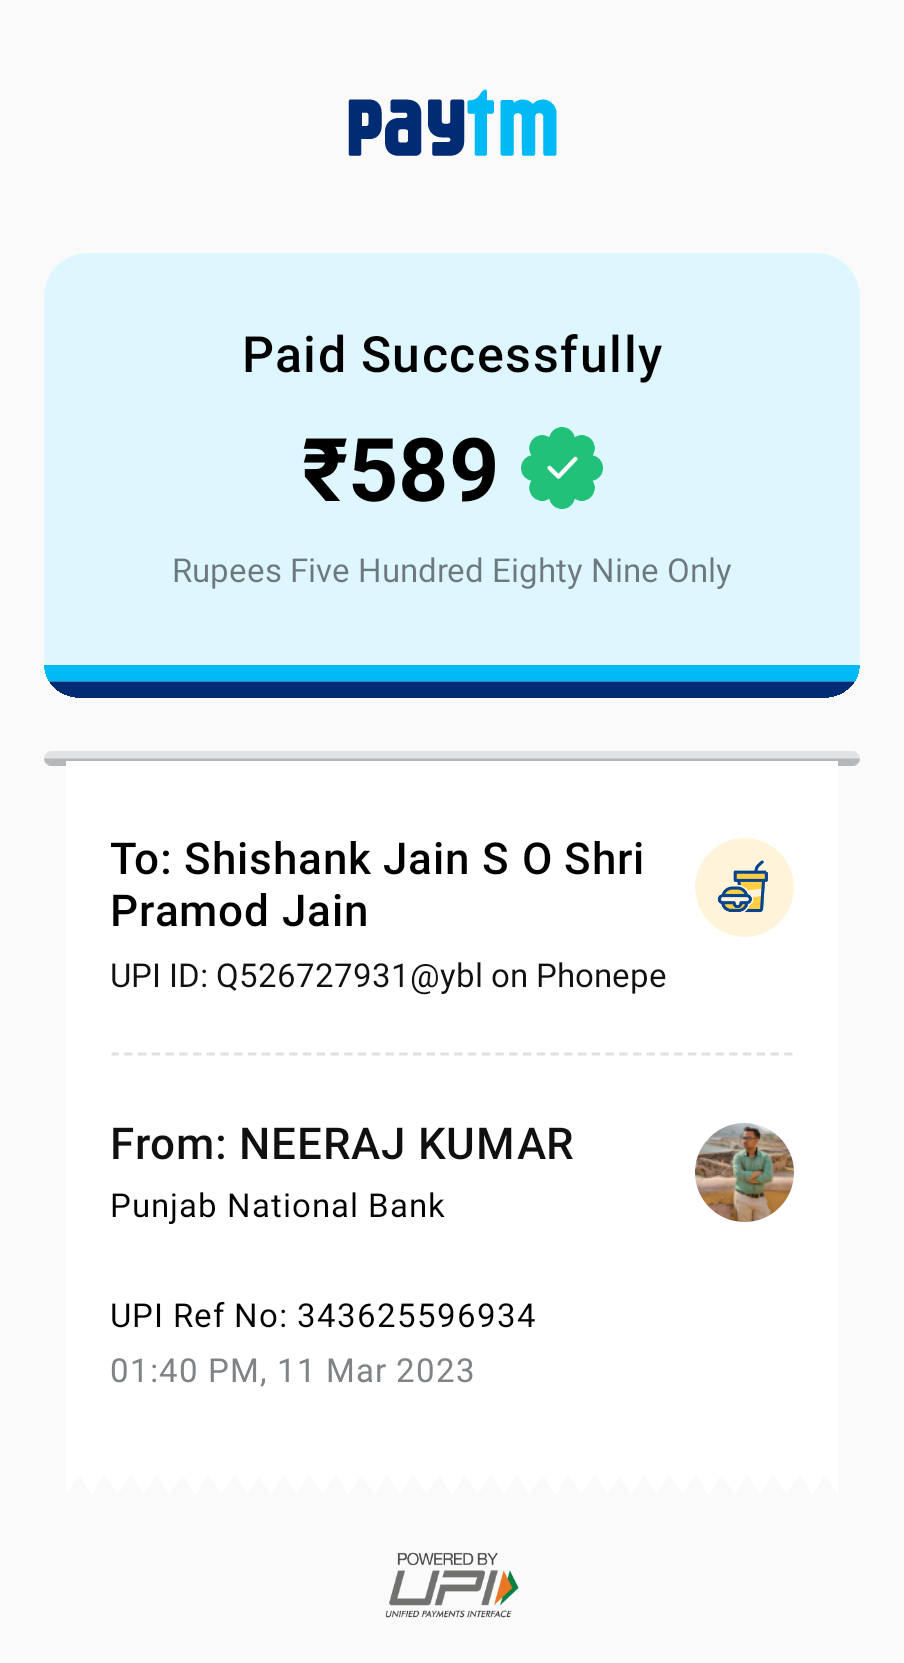 paytm
Paid Successfully
₹589
Rupees Five Hundred Eighty Nine Only
To: Shishank Jain S O Shri
Pramod Jain
UPI ID: Q526727931@ybl on Phonepe
From: NEERAJ KUMAR
Punjab National Bank
UPI Ref No: 343625596934
01:40 PM, 11 Mar 2023
POWERED BY
UPI
UNIFIED PAYMENTS INTERFACE